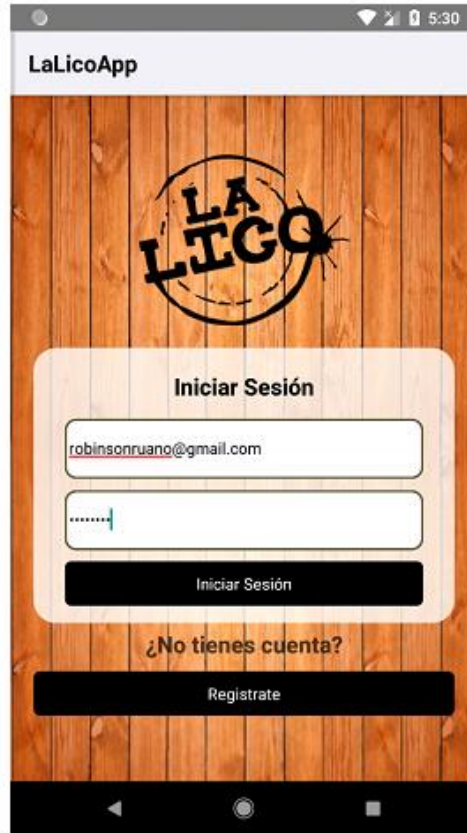 5:30
LaLicoApp
LA
LICO
Iniciar Sesión
robinsonruano@gmail.com
••••••••
Iniciar Sesión
¿No tienes cuenta?
Registrate